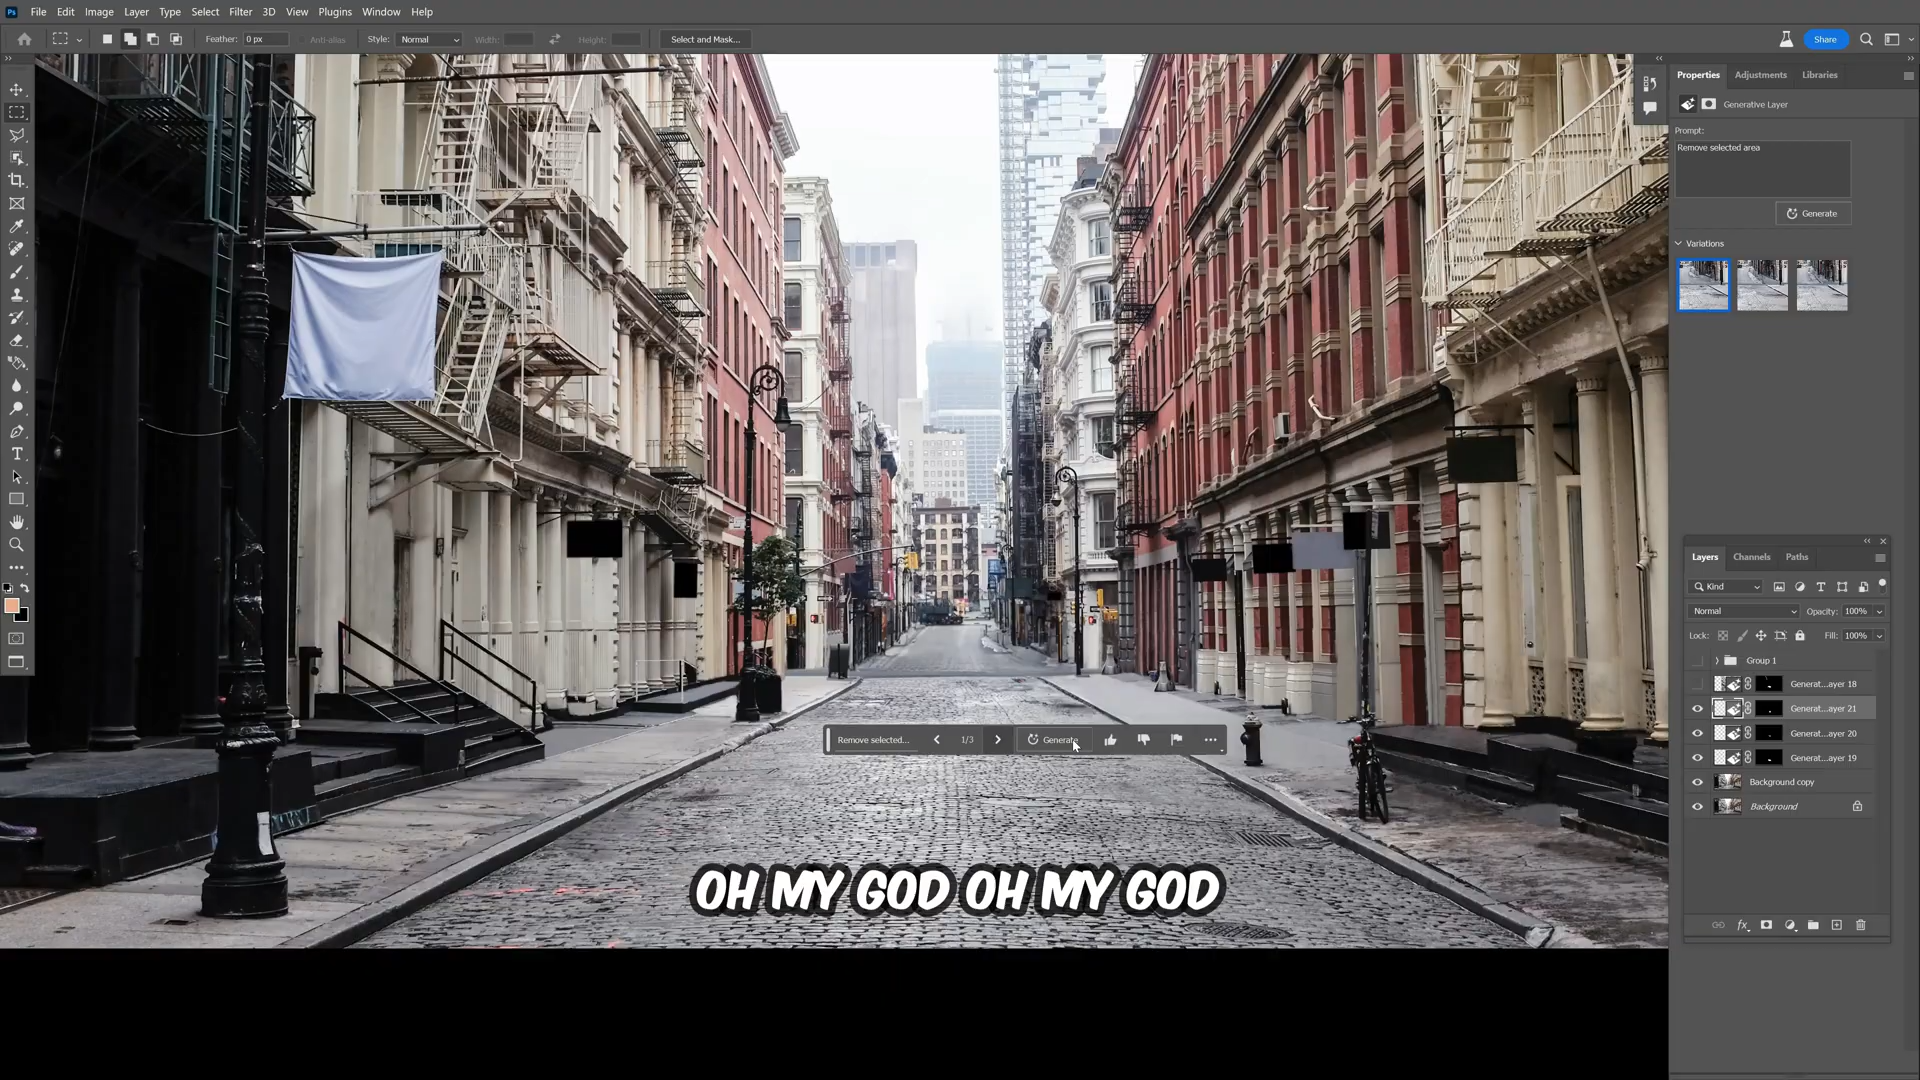 Ps File Edit Image Layer Type Select Filter 3D View Plugins Window Help
Feather: 0 px Anti-alias Style: Normal Width: Height: Select and Mask... Share
Properties Adjustments Libraries
Generative Layer
Prompt:
Remove selected area
Generate
Variations
Remove selected... 1/3 Generate
OH MY GOD OH MY GOD
Layers Channels Paths
Kind
Normal Opacity: 100%
Lock: Fill: 100%
Group 1
Generat...ayer 18
Generat...ayer 21
Generat...ayer 20
Generat...ayer 19
Background copy
Background
fx